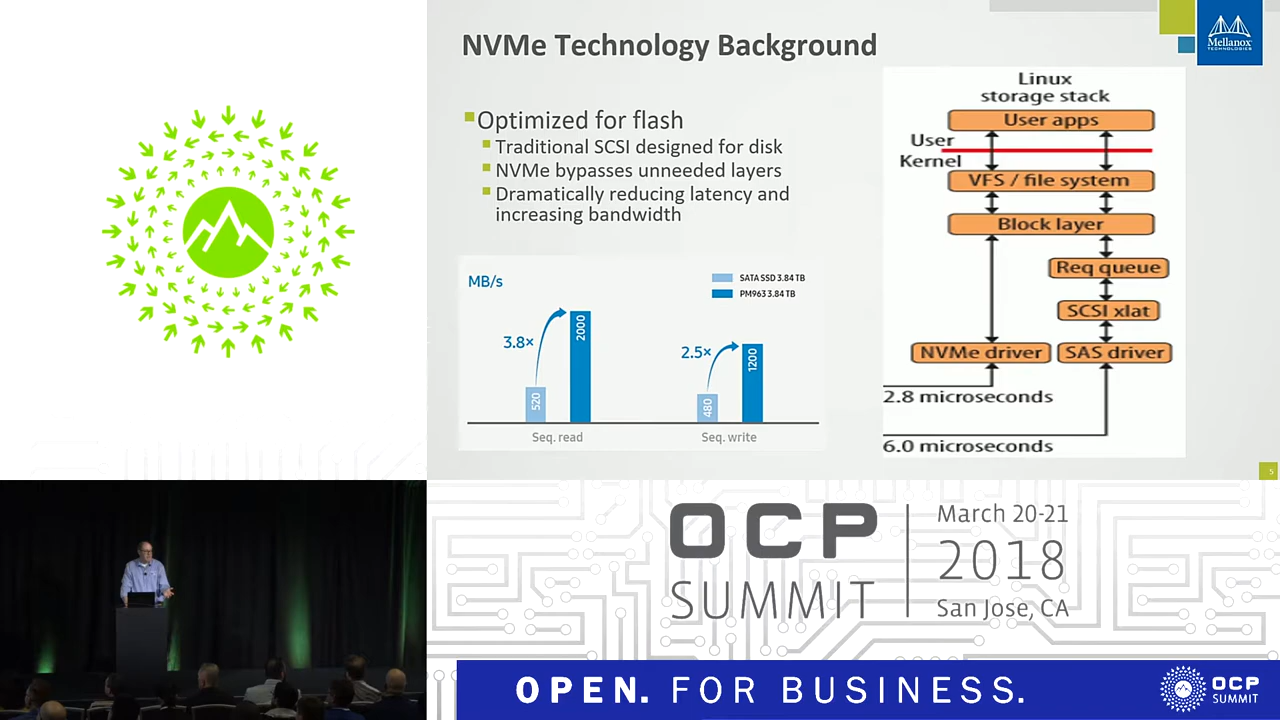 NVMe Technology Background
Mellanox
TECHNOLOGIES
Optimized for flash
Traditional SCSI designed for disk
NVMe bypasses unneeded layers
Dramatically reducing latency and
increasing bandwidth
MB/s
SATA SSD 3.84 TB
PM963 3.84 TB
3.8×
520
2000
2.5×
480
1200
Seq. read
Seq. write
Linux
storage stack
User apps
User
Kernel
VFS / file system
Block layer
Req queue
SCSI xlat
NVMe driver
SAS driver
2.8 microseconds
6.0 microseconds
5
OCP
SUMMIT
March 20-21
2018
San Jose, CA
OPEN. FOR BUSINESS.
OCP
SUMMIT